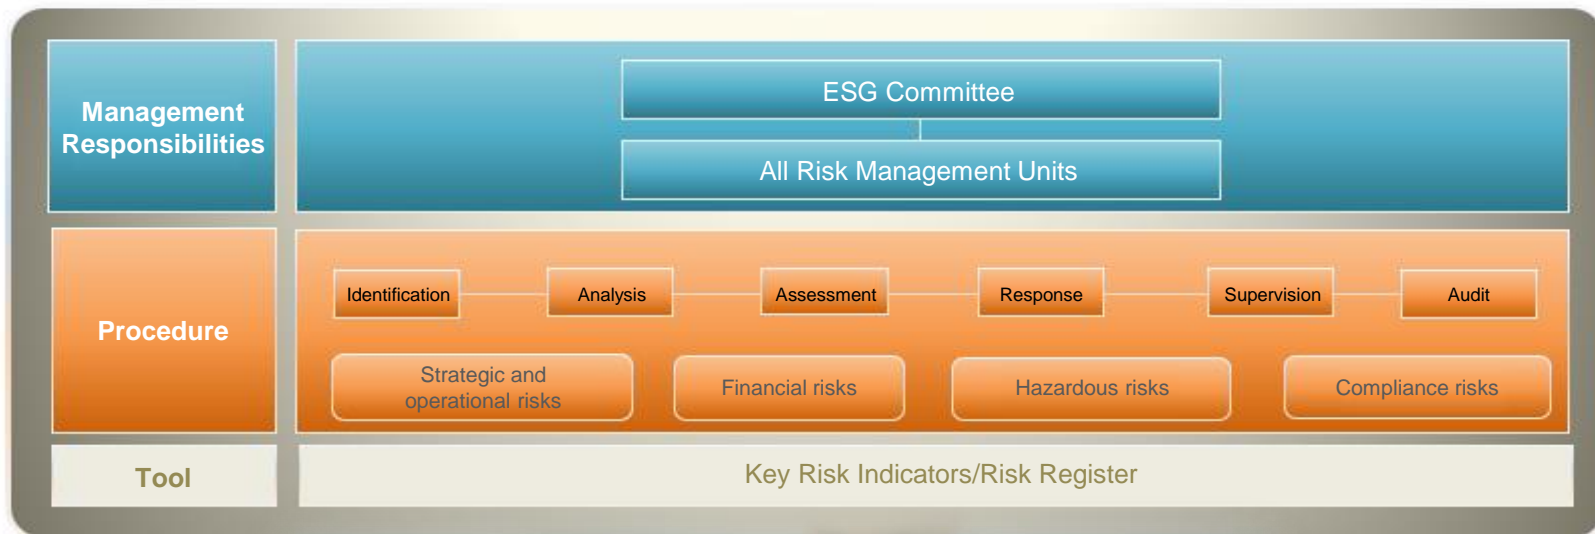 Management
Responsibilities
ESG Committee
All Risk Management Units
Procedure
Identification
Analysis
Assessment
Response
Supervision
Audit
Strategic and
operational risks
Financial risks
Hazardous risks
Compliance risks
Tool
Key Risk Indicators/Risk Register